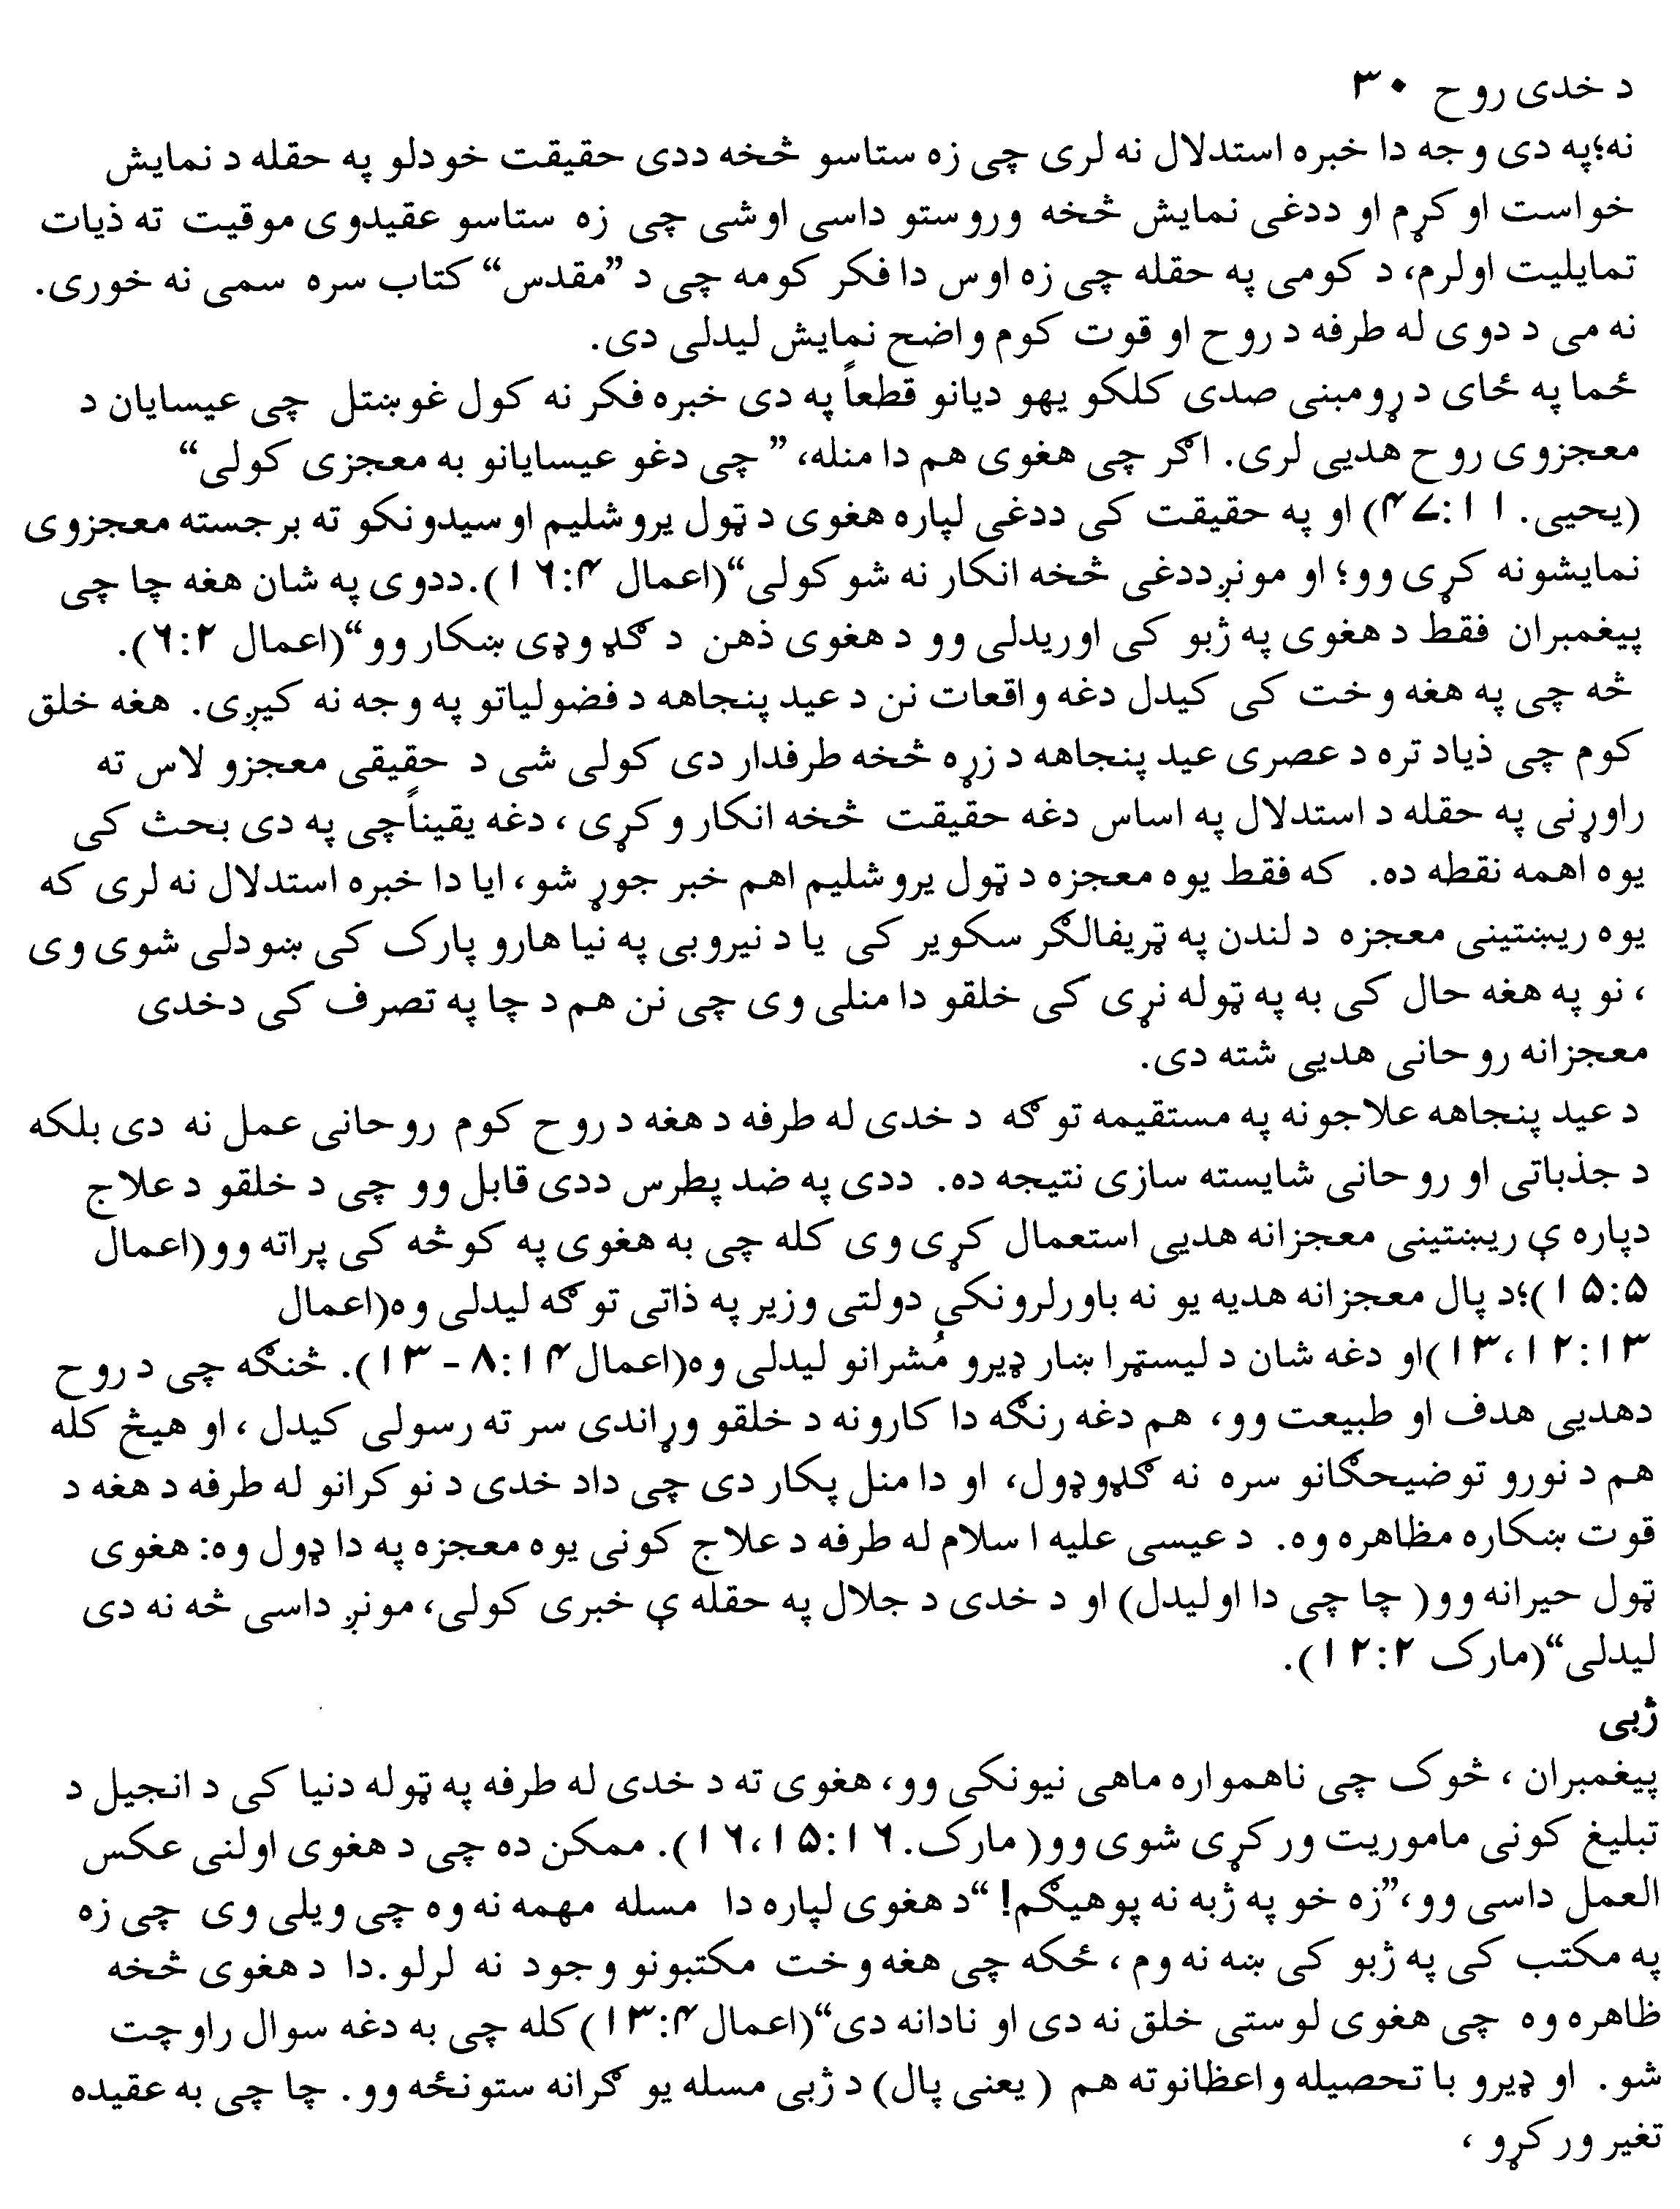 د خدی روح ۳۰
نه؛په دی وجه دا خبره استدلال نه لری چی زه ستاسو څخه ددی حقیقت خودلو په حقله د نمایش
خواست اوکړم او ددغی نمایش څخه وروستو داسی اوشی چی زه ستاسو عقیدوی موقیت ته ذیات
تمایلیت اولرم، د کومی په حقله چی زه اوس دا فکر کومه چی د ”مقدس“ کتاب سره سمی نه خوری.
نه می د دوی له طرفه د روح او قوت کوم واضح نمایش لیدلی دی.
ځما په ځای د ړومبنی صدی کلکو یهودیانو قطعاً په دی خبره فکر نه کول غوښتل چی عیسایان د
معجزوی روح هدیی لری. اګر چی هغوی هم دا منله، ” چی دغو عیسایانو به معجزی کولی“
(یحیی. ۴۷:۱۱) او په حقیقت کی ددغی لپاره هغوی د ټول یروشلیم اوسیدونکو ته برجسته معجزوی
نمایشونه کړی وو؛ او مونږ ددغی څخه انکار نه شو کولی“(اعمال ۱۶:۴).ددوی په شان هغه چا چی
پیغمبران فقط د هغوی په ژبو کی اوریدلی وو د هغوی ذهن د ګډوډی ښکار وو“(اعمال ۶:۲).
څه چی په هغه وخت کی کیدل دغه واقعات نن د عید پنجاهه د فضولیاتو په وجه نه کیږی. هغه خلق
کوم چی ذیاد تره د عصری عید پنجاهه د زړه څخه طرفدار دی کولی شی د حقیقی معجزو لاس ته
راوړنی په حقله د استدلال په اساس دغه حقیقت څخه انکار وکړی ، دغه یقیناًچی په دی بحث کی
یوه اهمه نقطه ده. که فقط یوه معجزه د ټول یروشلیم اهم خبر جوړ شو، ایا دا خبره استدلال نه لری که
یوه ریښتینی معجزه د لندن په ټریفالګر سکویر کی یا د نیروبی په نیا هارو پارک کی ښودلی شوی وی
، نو په هغه حال کی به په ټوله نړی کی خلقو دا منلی وی چی نن هم د چا په تصرف کی دخدی
معجزانه روحانی هدیی شته دی.
د عید پنجاهه علاجونه په مستقیمه توګه د خدی له طرفه د هغه د روح کوم روحانی عمل نه دی بلکه
د جذباتی او روحانی شایسته سازی نتیجه ده. ددی په ضد پطرس ددی قابل وو چی د خلقو د علاج
دپاره ې ریښتینی معجزانه هدیی استعمال کړی وی کله چی به هغوی په کوڅه کی پراته وو(اعمال
۱۵:۵)؛د پال معجزانه هدیه یو نه باورلرونکی دولتی وزیر په ذاتی توګه لیدلی وه(اعمال
۱۳،۱۲:۱۳)او دغه شان د لیسټرا ښار ډیرو مُشرانو لیدلی وه(اعمال۸:۱۴ - ۱۳). څنګه چی د روح
دهدیی هدف او طبیعت وو، هم دغه رنګه دا کارونه د خلقو وړاندی سر ته رسولی کیدل ، او هیڅ کله
هم د نورو توضیحګانو سره نه ګډوډول، او دا منل پکار دی چی داد خدی د نوکرانو له طرفه د هغه د
قوت ښکاره مظاهره وه. د عیسی علیه ا سلام له طرفه د علاج کونی یوه معجزه په دا ډول وه: هغوی
ټول حیرانه وو( چا چی دا اولیدل) او د خدی د جلال په حقله ې خبری کولی، مونږ داسی څه نه دی
لیدلی“(مارک ۱۲:۲).
ژبی
پیغمبران ، څوک چی ناهمواره ماهی نیونکی وو، هغوی ته د خدی له طرفه په ټوله دنیا کی د انجیل د
تبلیغ کونی ماموریت ورکړی شوی وو( مارک. ۱۶،۱۵:۱۶). ممکن ده چی د هغوی اولنی عکس
العمل داسی وو،”زه خو په ژبه نه پوهیګم! “د هغوی لپاره دا مسله مهمه نه وه چی ویلی وی چی زه
په مکتب کی په ژبو کی ښه نه وم ، ځکه چی هغه وخت مکتبونو وجود نه لرلو.دا د هغوی څخه
ظاهره وه چی هغوی لوستی خلق نه دی او نادانه دی“(اعمال۱۳:۴)کله چی به دغه سوال راوچت
شو. او ډیرو با تحصیله واعظانوته هم ( یعنی پال) د ژبی مسله یو ګرانه ستونځه وو. چا چی به عقیده
تغیر ورکړو ،